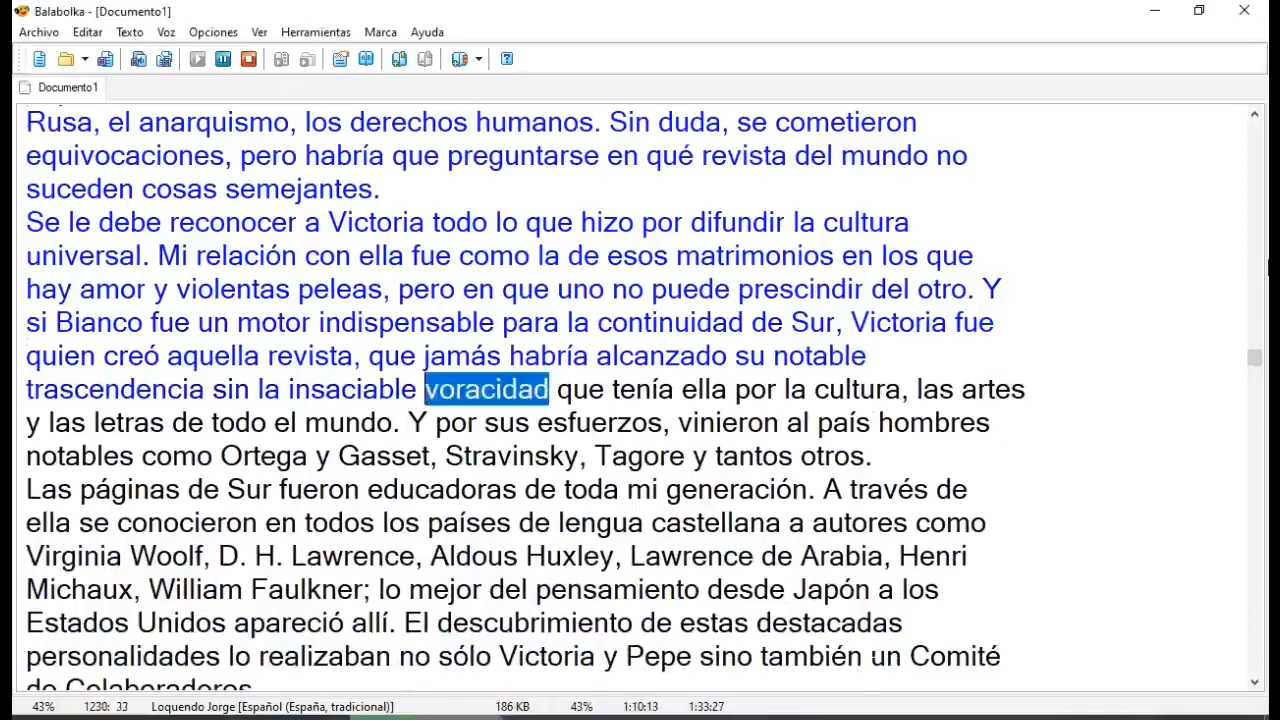 Balabolka - [Documento1]
Archivo Editar Texto Voz Opciones Ver Herramientas Marca Ayuda
Documento1
Rusa, el anarquismo, los derechos humanos. Sin duda, se cometieron
equivocaciones, pero habría que preguntarse en qué revista del mundo no
suceden cosas semejantes.
Se le debe reconocer a Victoria todo lo que hizo por difundir la cultura
universal. Mi relación con ella fue como la de esos matrimonios en los que
hay amor y violentas peleas, pero en que uno no puede prescindir del otro. Y
si Bianco fue un motor indispensable para la continuidad de Sur, Victoria fue
quien creó aquella revista, que jamás habría alcanzado su notable
trascendencia sin la insaciable voracidad que tenía ella por la cultura, las artes
y las letras de todo el mundo. Y por sus esfuerzos, vinieron al país hombres
notables como Ortega y Gasset, Stravinsky, Tagore y tantos otros.
Las páginas de Sur fueron educadoras de toda mi generación. A través de
ella se conocieron en todos los países de lengua castellana a autores como
Virginia Woolf, D. H. Lawrence, Aldous Huxley, Lawrence de Arabia, Henri
Michaux, William Faulkner; lo mejor del pensamiento desde Japón a los
Estados Unidos apareció allí. El descubrimiento de estas destacadas
personalidades lo realizaban no sólo Victoria y Pepe sino también un Comité
de Colaboradores.
43% 1230: 33 Loquendo Jorge [Español (España, tradicional)] 186 KB 43% 1:10:13 1:33:27